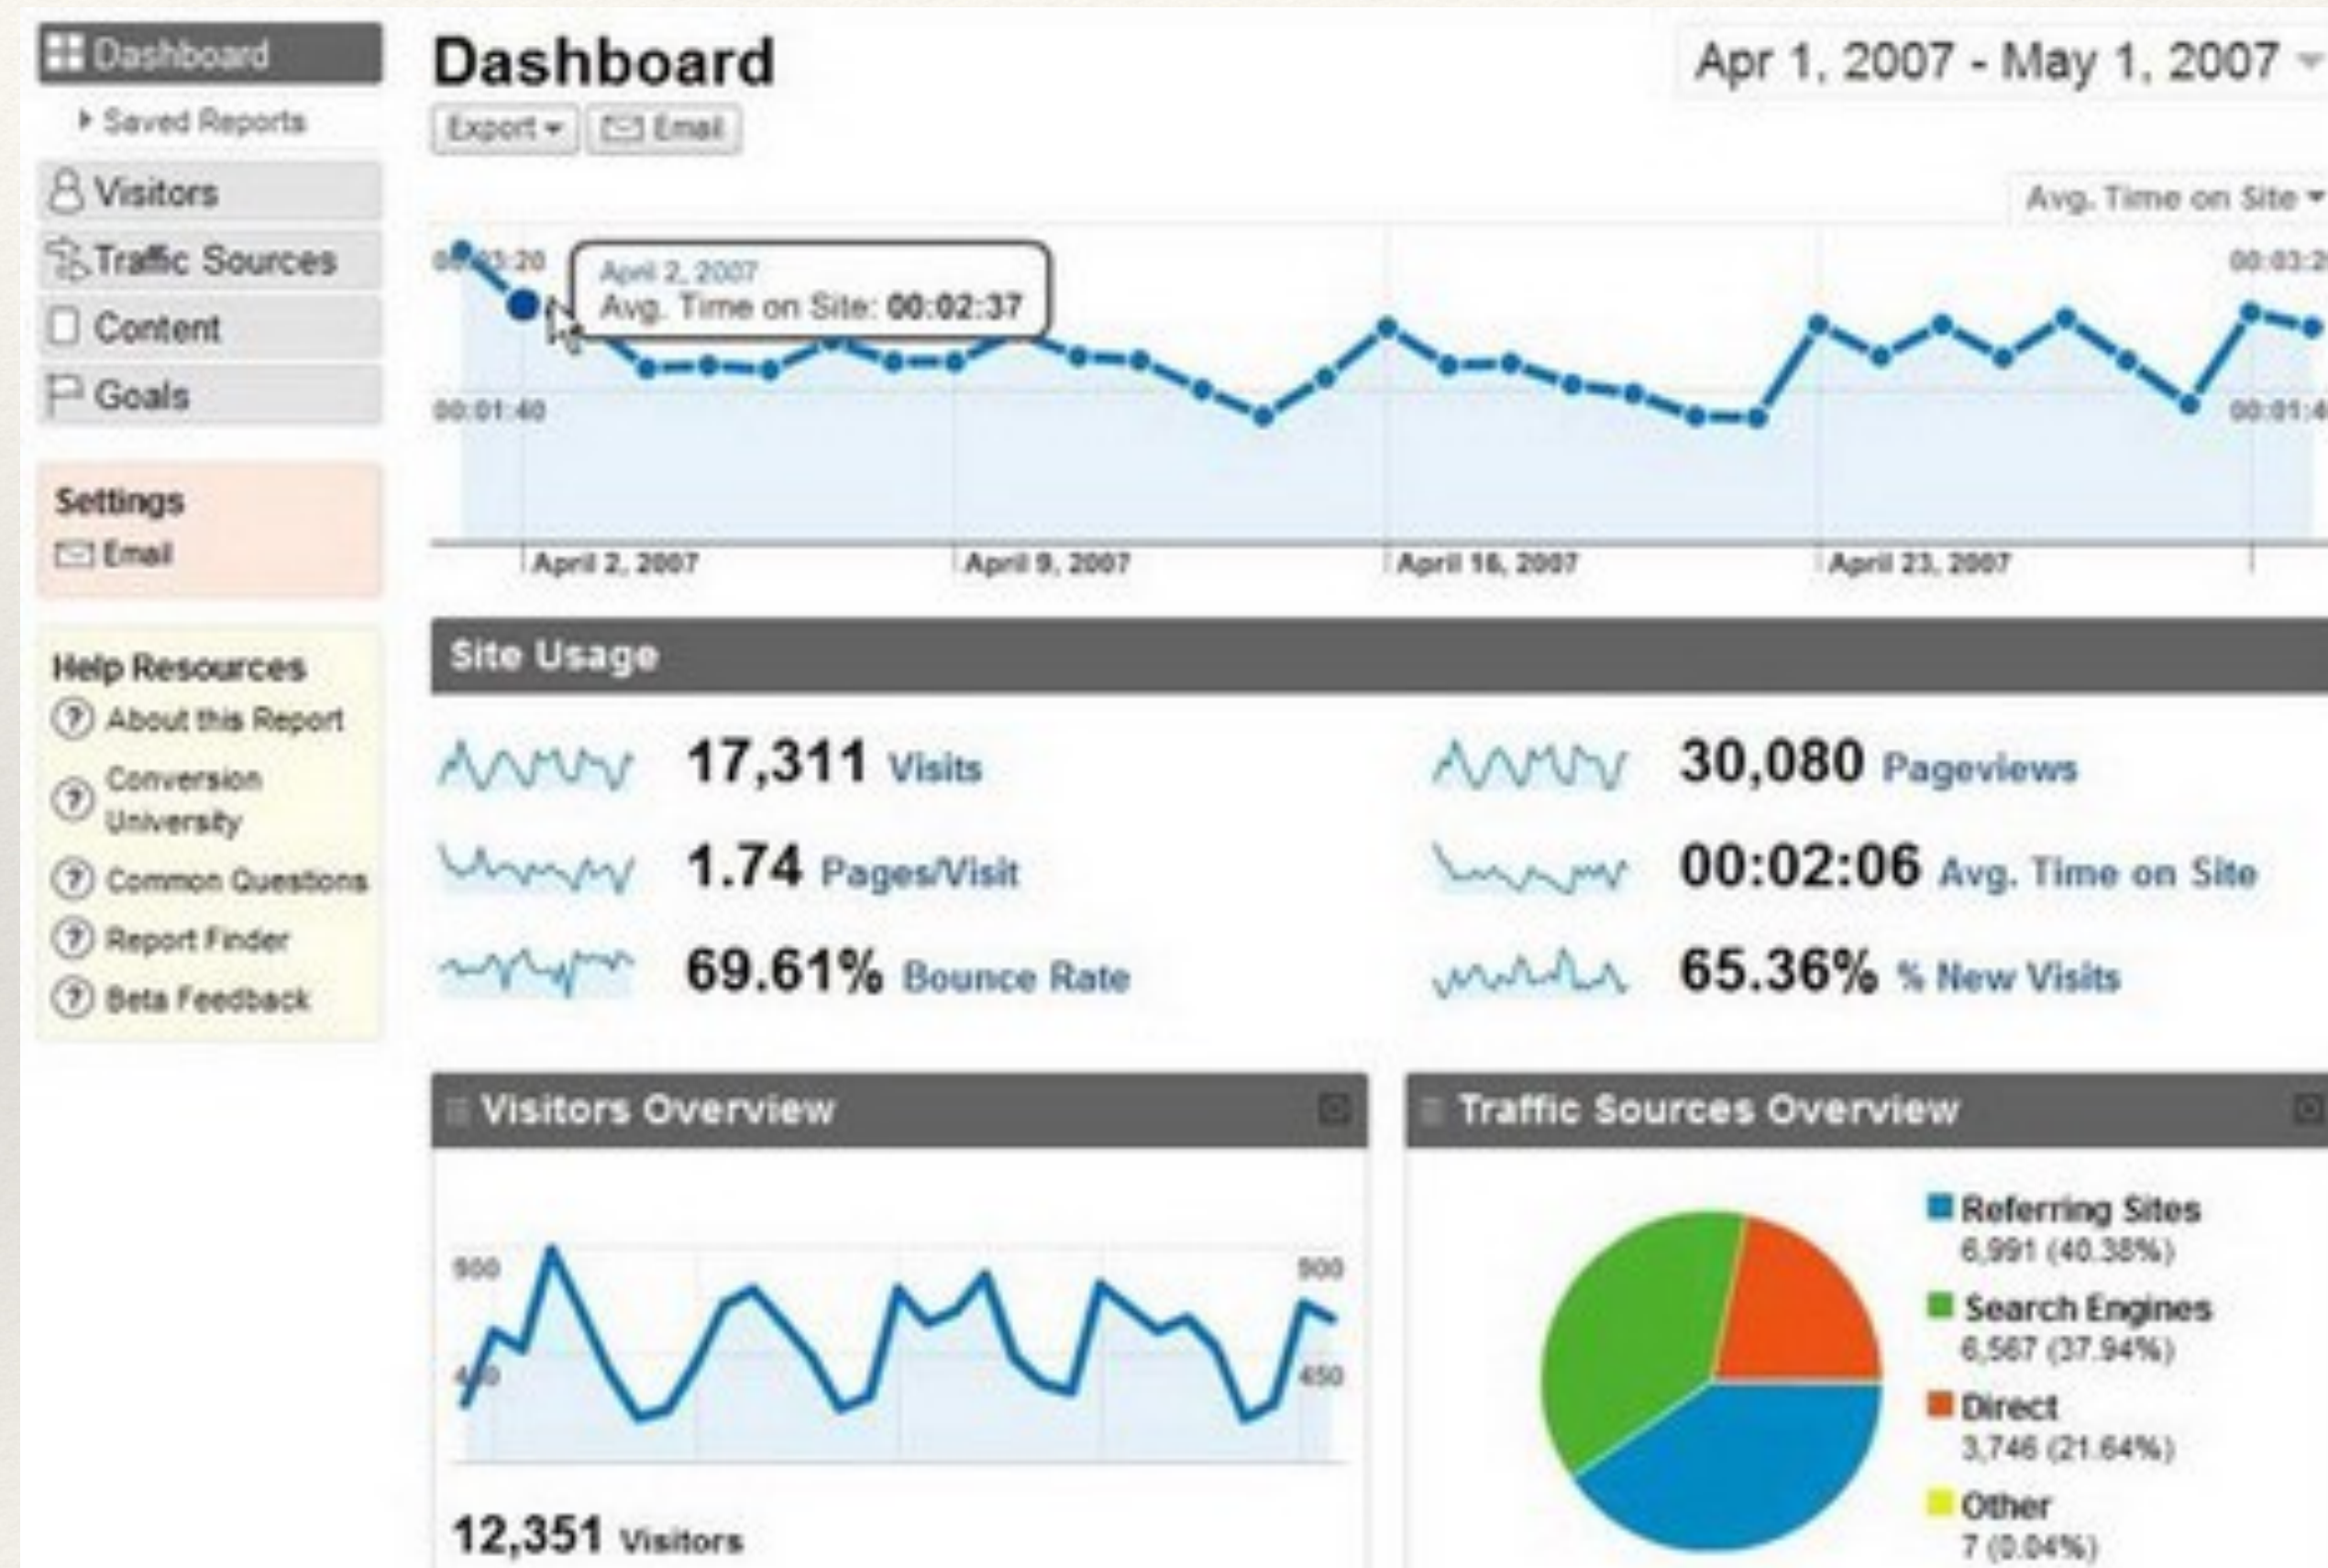 Dashboard
Saved Reports
Visitors
Traffic Sources
Content
Goals
Settings
Email
Help Resources
About this Report
Conversion
University
Common Questions
Report Finder
Beta Feedback
Dashboard
Apr 1, 2007 - May 1, 2007
Export
Email
Avg. Time on Site
April 2, 2007
Avg. Time on Site: 00:02:37
00:01:40
April 2, 2007
April 9, 2007
April 16, 2007
April 23, 2007
Site Usage
17,311 Visits
30,080 Pageviews
1.74 Pages/Visit
00:02:06 Avg. Time on Site
69.61% Bounce Rate
65.36% % New Visits
Visitors Overview
900
900
450
12,351 Visitors
Traffic Sources Overview
Referring Sites
6,991 (40.38%)
Search Engines
6,567 (37.94%)
Direct
3,746 (21.64%)
Other
7 (0.04%)